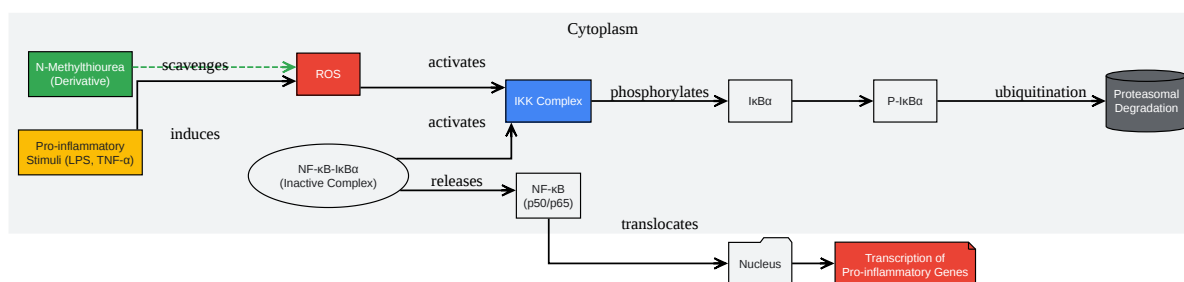 Cytoplasm
N-Methylthiourea
(Derivative)
scavenges
ROS
activates
IKK Complex
phosphorylates
IκBα
P-IκBα
ubiquitination
Proteasomal
Degradation
Pro-inflammatory
Stimuli (LPS, TNF-α)
induces
activates
NF-κB-IκBα
(Inactive Complex)
releases
NF-κB
(p50/p65)
translocates
Nucleus
Transcription of
Pro-inflammatory Genes